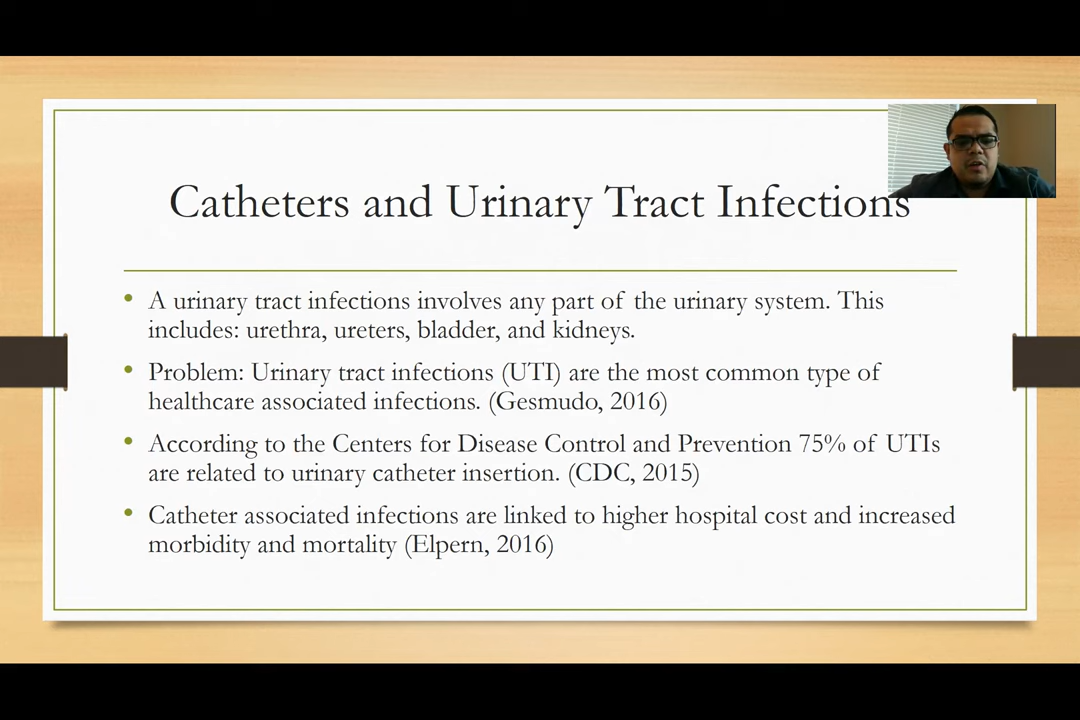 Catheters and Urinary Tract Infections
• A urinary tract infections involves any part of the urinary system. This
includes: urethra, ureters, bladder, and kidneys.
• Problem: Urinary tract infections (UTI) are the most common type of
healthcare associated infections. (Gesmudo, 2016)
• According to the Centers for Disease Control and Prevention 75% of UTIs
are related to urinary catheter insertion. (CDC, 2015)
• Catheter associated infections are linked to higher hospital cost and increased
morbidity and mortality (Elpern, 2016)